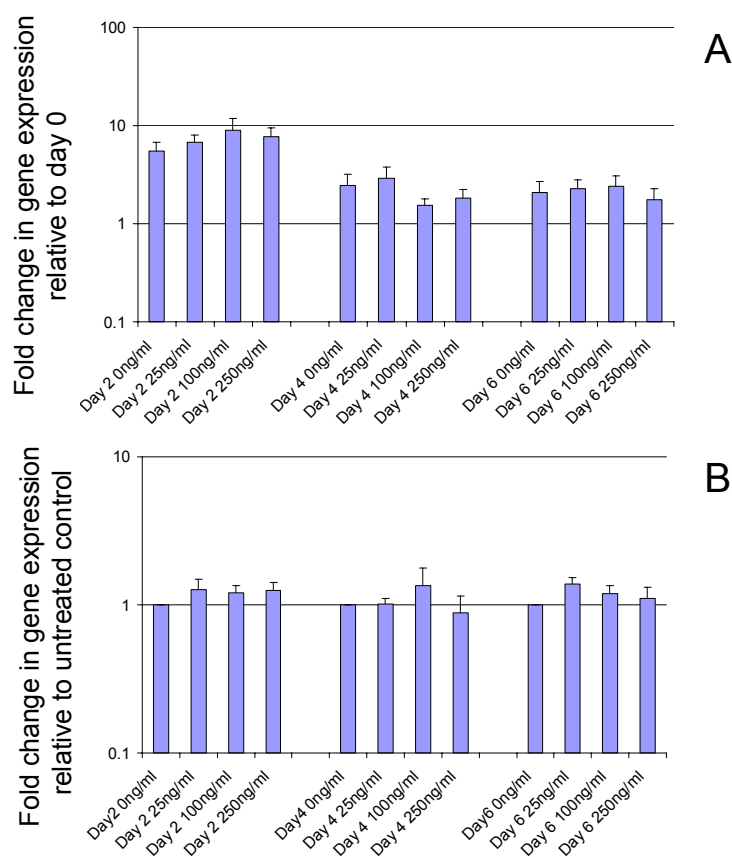 A
Fold change in gene expression
relative to day 0
100
10
1
0.1
Day 2 0ng/ml
Day 2 25ng/ml
Day 2 100ng/ml
Day 2 250ng/ml
Day 4 0ng/ml
Day 4 25ng/ml
Day 4 100ng/ml
Day 4 250ng/ml
Day 6 0ng/ml
Day 6 25ng/ml
Day 6 100ng/ml
Day 6 250ng/ml
B
Fold change in gene expression
relative to untreated control
10
1
0.1
Day2 0ng/ml
Day 2 25ng/ml
Day 2 100ng/ml
Day 2 250ng/ml
Day4 0ng/ml
Day 4 25ng/ml
Day 4 100ng/ml
Day 4 250ng/ml
Day6 0ng/ml
Day 6 25ng/ml
Day 6 100ng/ml
Day 6 250ng/ml